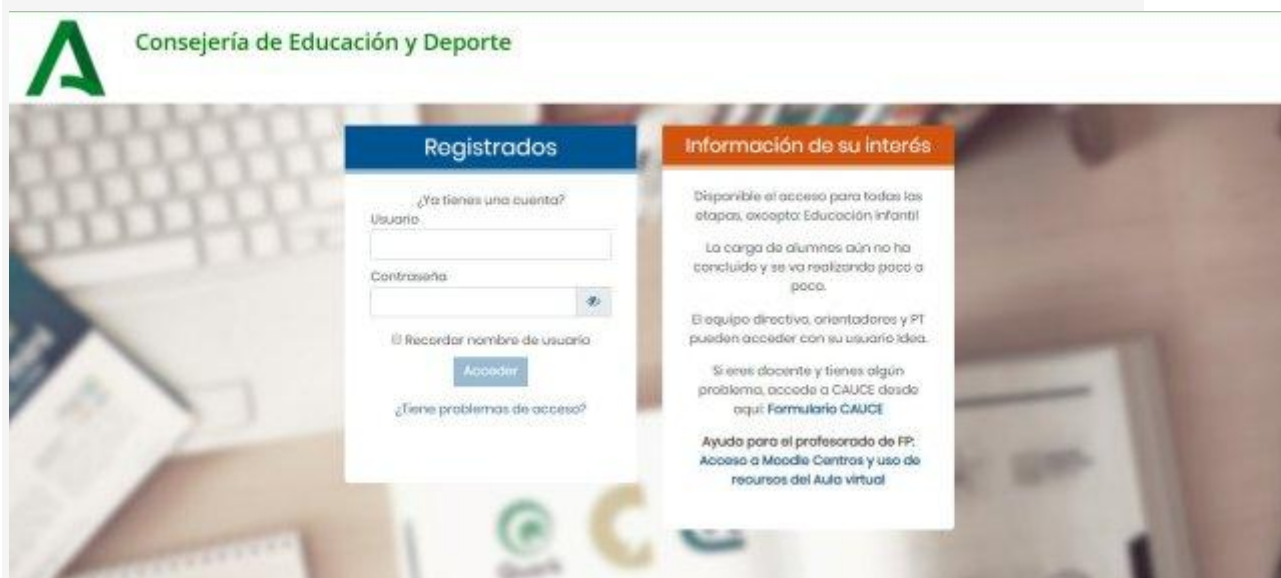 Consejería de Educación y Deporte
Registrados
¿Ya tienes una cuenta?
Usuario
Contraseña
Recordar nombre de usuario
Acceder
¿Tiene problemas de acceso?
Información de su interés
Disponible el acceso para todas las
etapas, excepto: Educación Infantil
La carga de alumnos aún no ha
concluido y se va realizando poco a
poco.
El equipo directivo, orientadores y PT
pueden acceder con su usuario Idea.
Si eres docente y tienes algún
problema, accede a CAUCE desde
aquí: Formulario CAUCE
Ayuda para el profesorado de FP:
Acceso a Moodle Centros y uso de
recursos del Aula virtual